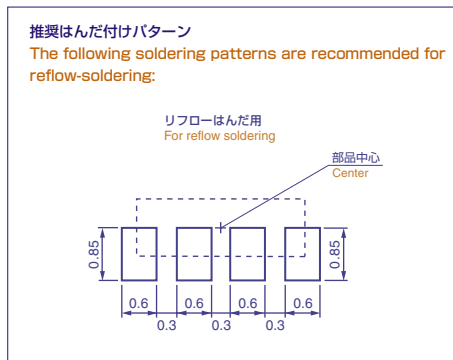 推奨はんだ付けパターン
The following soldering patterns are recommended for
reflow-soldering:
リフローはんだ用
For reflow soldering
部品中心
Center
0.85
0.85
0.6 0.6 0.6 0.6
0.3 0.3 0.3